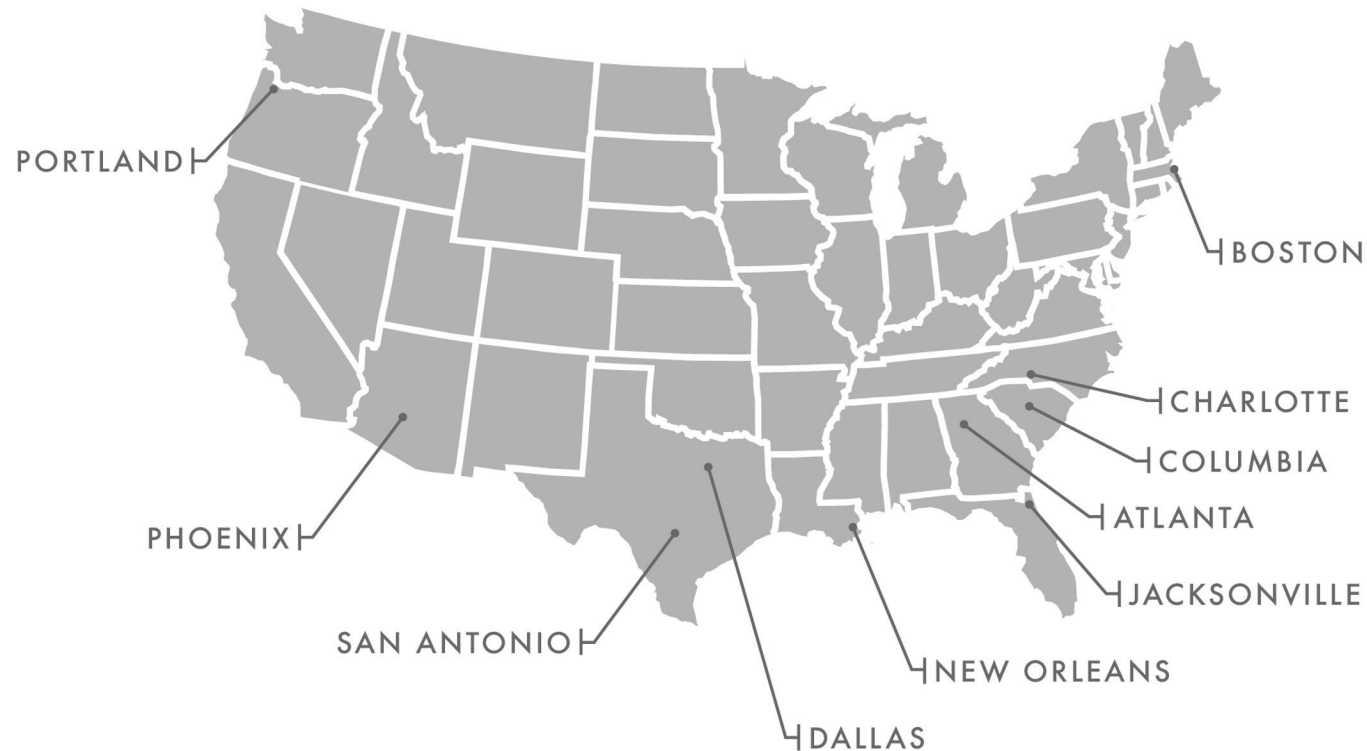 PORTLAND
BOSTON
CHARLOTTE
COLUMBIA
ATLANTA
PHOENIX
JACKSONVILLE
SAN ANTONIO
NEW ORLEANS
DALLAS